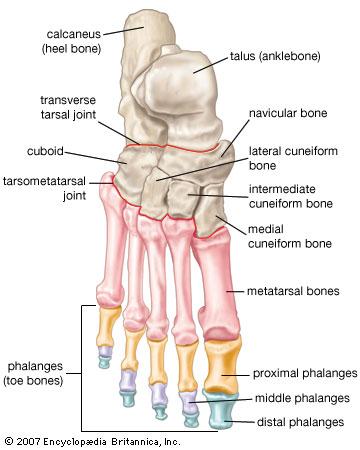 calcaneus
(heel bone)
talus (anklebone)
transverse
tarsal joint
navicular bone
cuboid
lateral cuneiform
bone
tarsometatarsal
joint
intermediate
cuneiform bone
medial
cuneiform bone
metatarsal bones
phalanges
(toe bones)
proximal phalanges
middle phalanges
distal phalanges
© 2007 Encyclopædia Britannica, Inc.